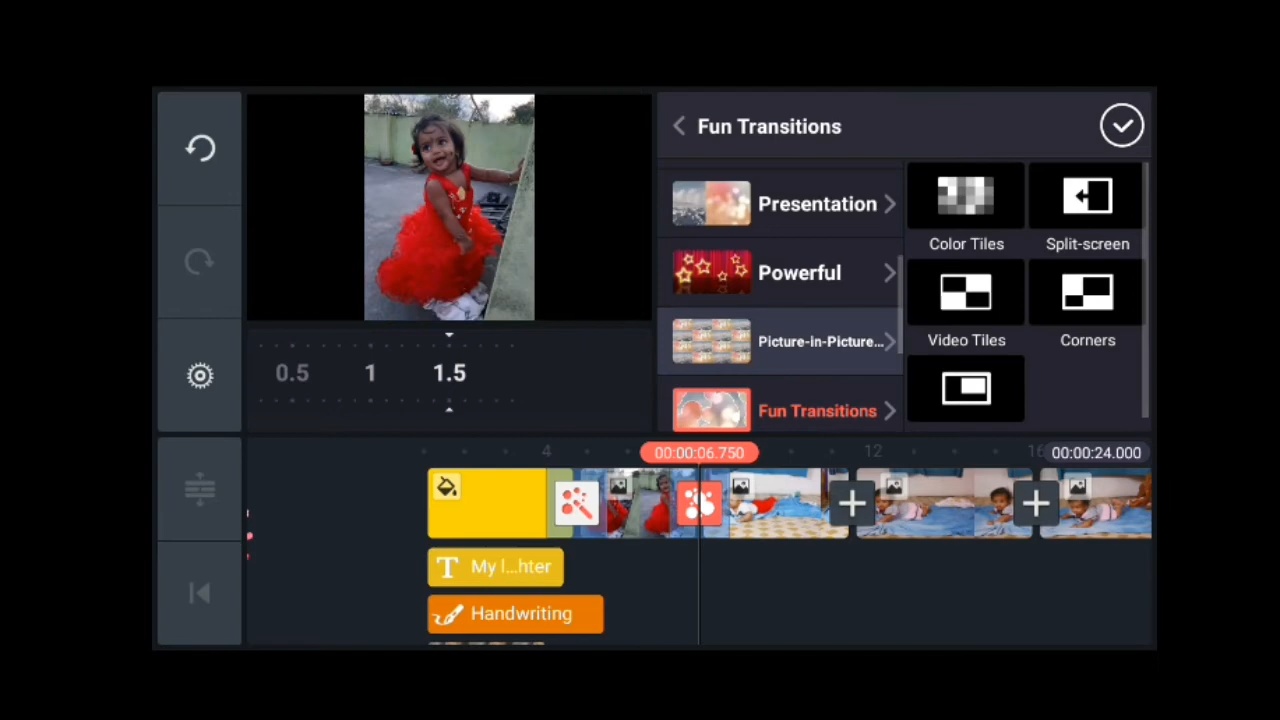 Fun Transitions
Presentation
Powerful
Picture-in-Picture...
Fun Transitions
Color Tiles
Split-screen
Video Tiles
Corners
0.5 1 1.5
4
00:00:06.750
12
16
00:00:24.000
T My l...hter
Handwriting